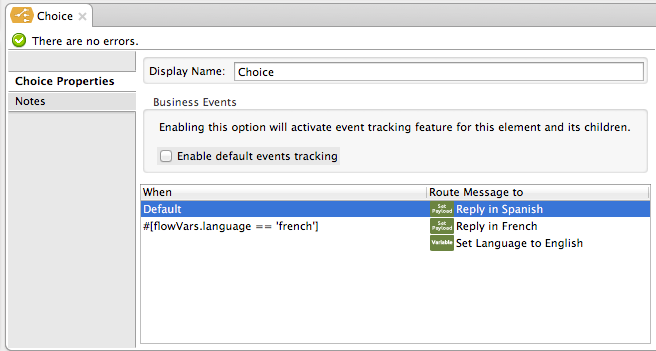 Choice
There are no errors.
Choice Properties
Notes
Display Name: Choice
Business Events
Enabling this option will activate event tracking feature for this element and its children.
Enable default events tracking
When Route Message to
Default Set Payload Reply in Spanish
#[flowVars.language == 'french'] Set Payload Reply in French
Variable Set Language to English